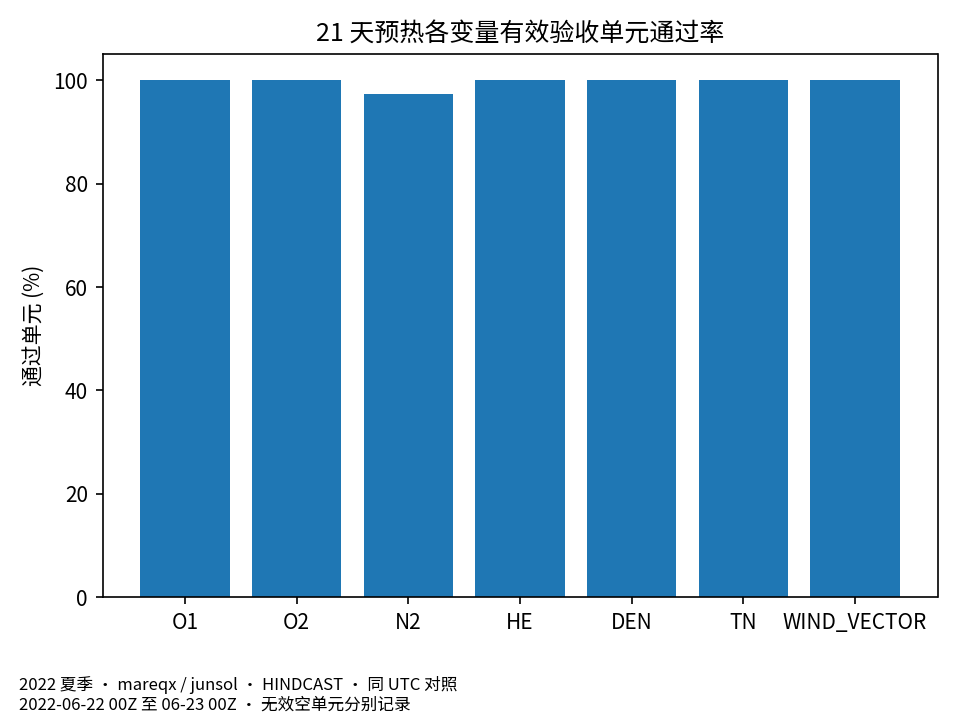 21 天预热各变量有效验收单元通过率
通过单元 (%)
100
80
60
40
20
0
O1 O2 N2 HE DEN TN WIND_VECTOR
2022 夏季 · mareqx / junsol · HINDCAST · 同 UTC 对照
2022-06-22 00Z 至 06-23 00Z · 无效空单元分别记录